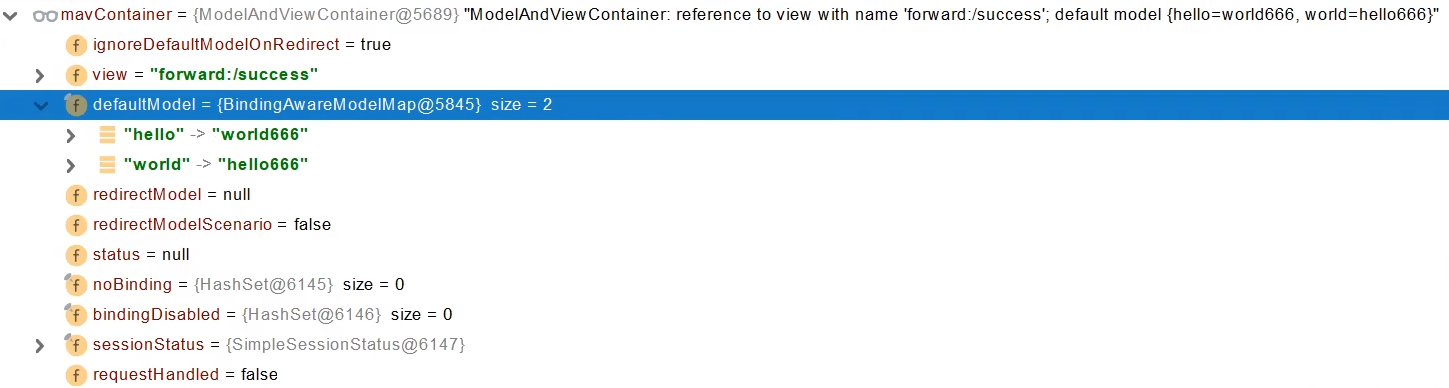 mavContainer = {ModelAndViewContainer@5689} "ModelAndViewContainer: reference to view with name 'forward:/success'; default model {hello=world666, world=hello666}"
f ignoreDefaultModelOnRedirect = true
f view = "forward:/success"
f defaultModel = {BindingAwareModelMap@5845} size = 2
"hello" -> "world666"
"world" -> "hello666"
f redirectModel = null
f redirectModelScenario = false
f status = null
f noBinding = {HashSet@6145} size = 0
f bindingDisabled = {HashSet@6146} size = 0
f sessionStatus = {SimpleSessionStatus@6147}
f requestHandled = false